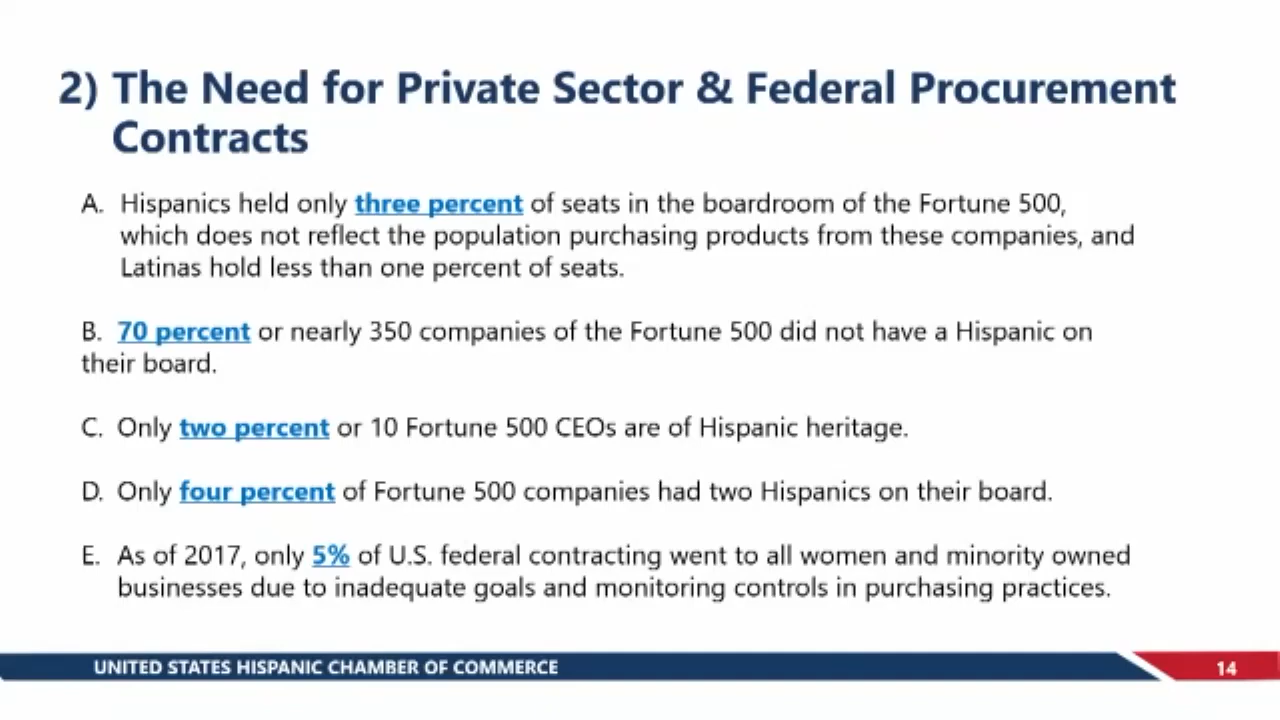 2) The Need for Private Sector & Federal Procurement
Contracts
A. Hispanics held only three percent of seats in the boardroom of the Fortune 500,
which does not reflect the population purchasing products from these companies, and
Latinas hold less than one percent of seats.
B. 70 percent or nearly 350 companies of the Fortune 500 did not have a Hispanic on
their board.
C. Only two percent or 10 Fortune 500 CEOs are of Hispanic heritage.
D. Only four percent of Fortune 500 companies had two Hispanics on their board.
E. As of 2017, only 5% of U.S. federal contracting went to all women and minority owned
businesses due to inadequate goals and monitoring controls in purchasing practices.
UNITED STATES HISPANIC CHAMBER OF COMMERCE
14